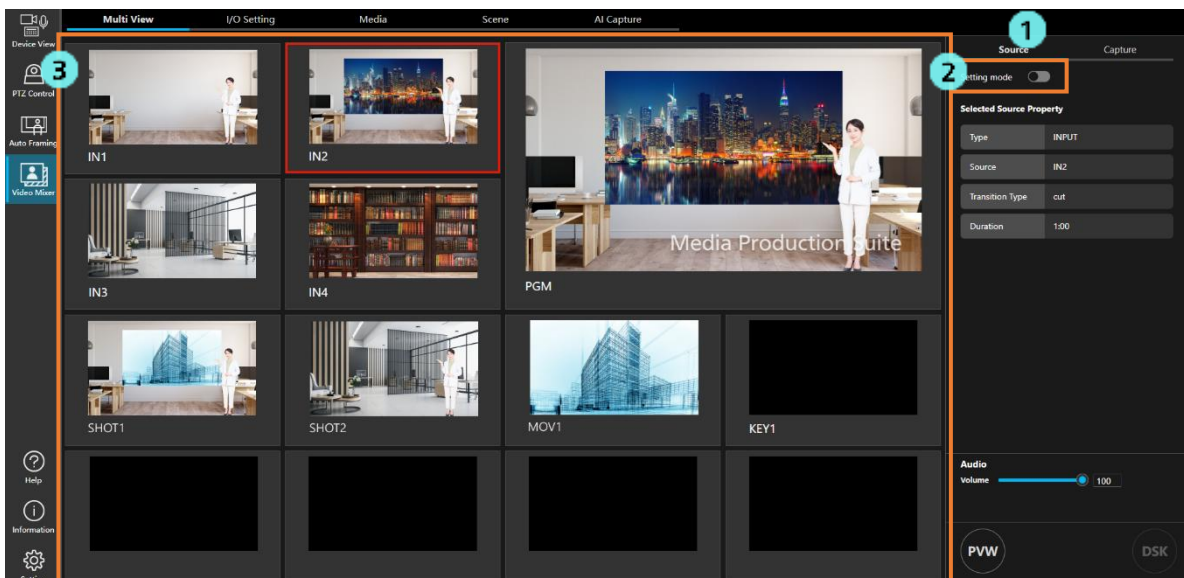 Multi View
I/O Setting
Media
Scene
AI Capture
1
Device View
Source
Capture
3
2
etting mode
PTZ Control
Selected Source Property
Type
INPUT
Auto Framing
IN1
IN2
Source
IN2
Video Mixer
Transition Type
cut
Duration
1:00
Media Production Suite
IN3
IN4
PGM
SHOT1
SHOT2
MOV1
KEY1
Help
Audio
Volume
100
Information
PVW
DSK